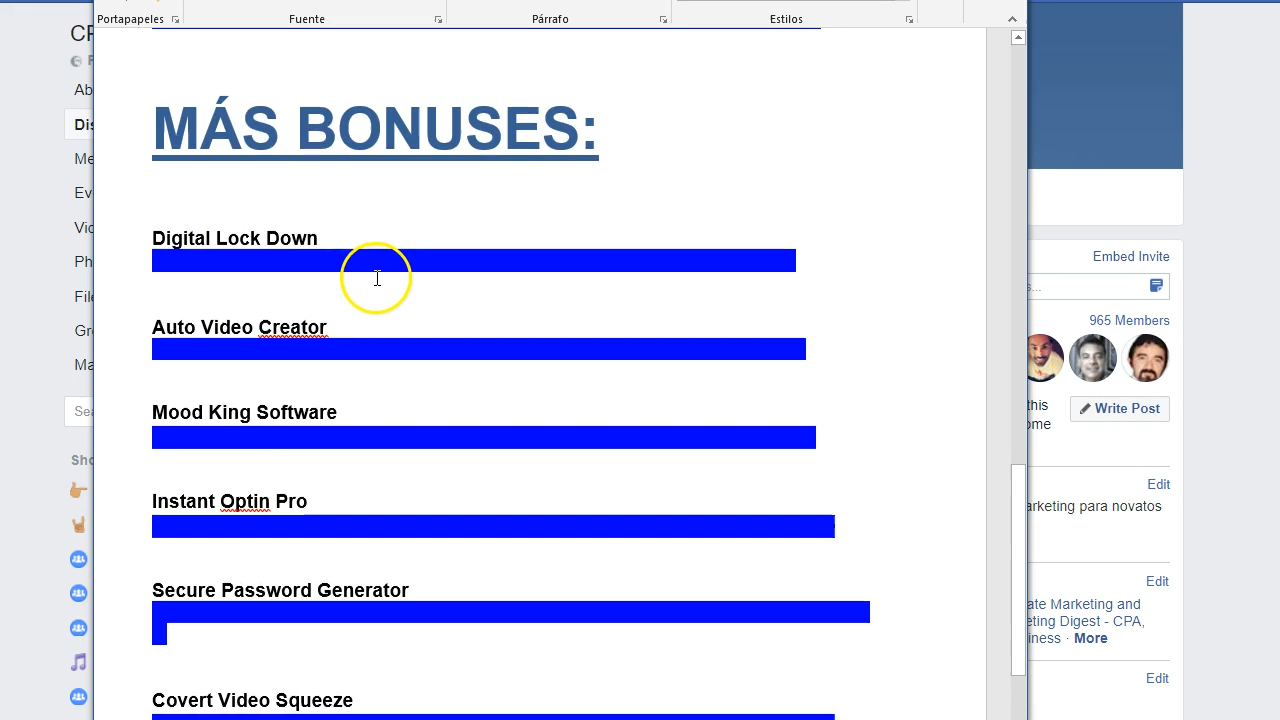 Portapapeles
Fuente
Párrafo
Estilos
MÁS BONUSES:
Digital Lock Down
Auto Video Creator
Mood King Software
Instant Optin Pro
Secure Password Generator
Covert Video Squeeze
Embed Invite
965 Members
this
Write Post
Edit
arketing para novatos
Edit
ate Marketing and
eting Digest - CPA,
iness · More
Edit